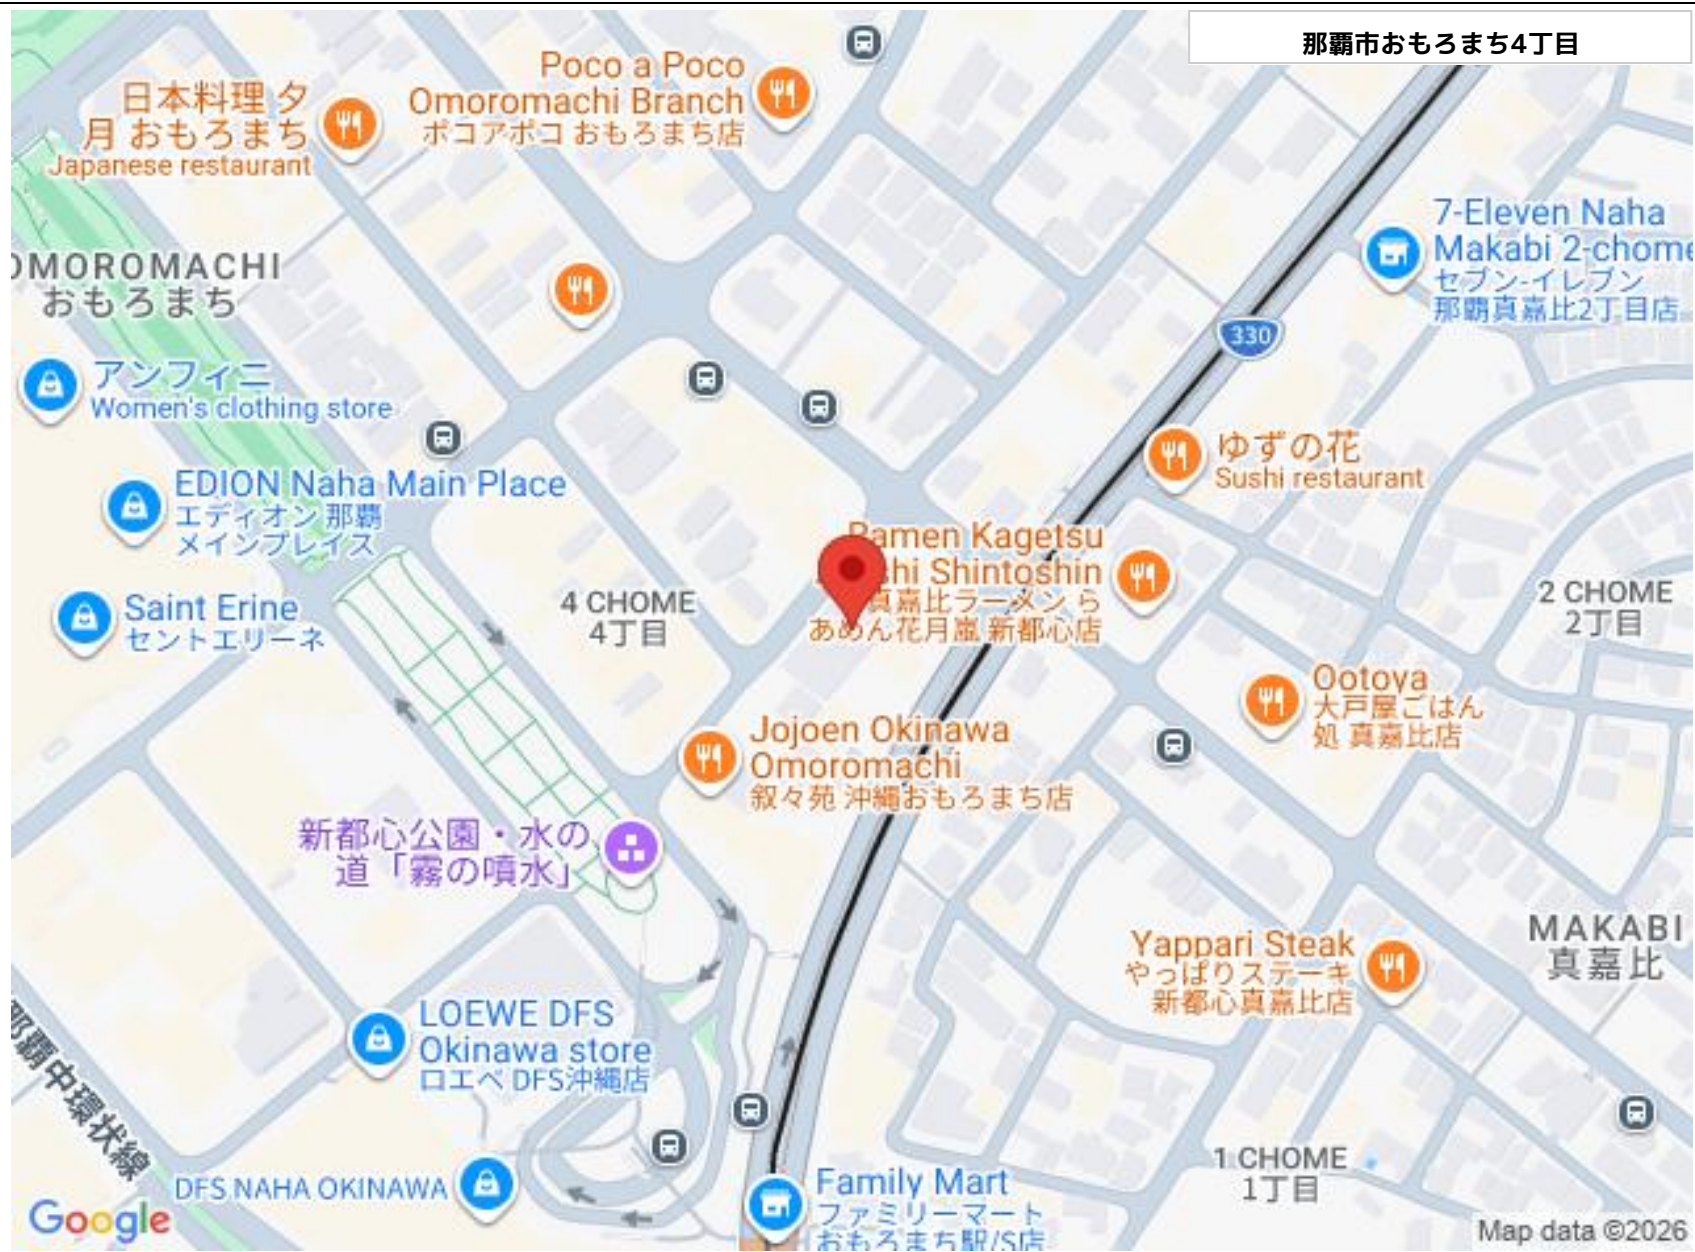 那覇市おもろまち4丁目
Poco a Poco
Omoromachi Branch
ポコアポコ おもろまち店
日本料理 夕
月 おもろまち
Japanese restaurant
7-Eleven Naha
Makabi 2-chome
セブン-イレブン
那覇真嘉比2丁目店
OMOROMACHI
おもろまち
330
アンフィニ
Women's clothing store
ゆずの花
Sushi restaurant
EDION Naha Main Place
エディオン 那覇
メインプレイス
Ramen Kagetsu
shi Shintoshin
真嘉比ラーメン ら
あめん花月嵐 新都心店
Saint Erine
セントエリーネ
4 CHOME
4丁目
2 CHOME
2丁目
Ootoya
大戸屋ごはん
処 真嘉比店
Jojoen Okinawa
Omoromachi
叙々苑 沖縄おもろまち店
新都心公園・水の
道「霧の噴水」
Yappari Steak
やっぱりステーキ
新都心真嘉比店
MAKABI
真嘉比
LOEWE DFS
Okinawa store
ロエベ DFS沖縄店
那覇中環状線
DFS NAHA OKINAWA
1 CHOME
1丁目
Family Mart
ファミリーマート
おもろまち駅/S店
Google
Map data ©2026